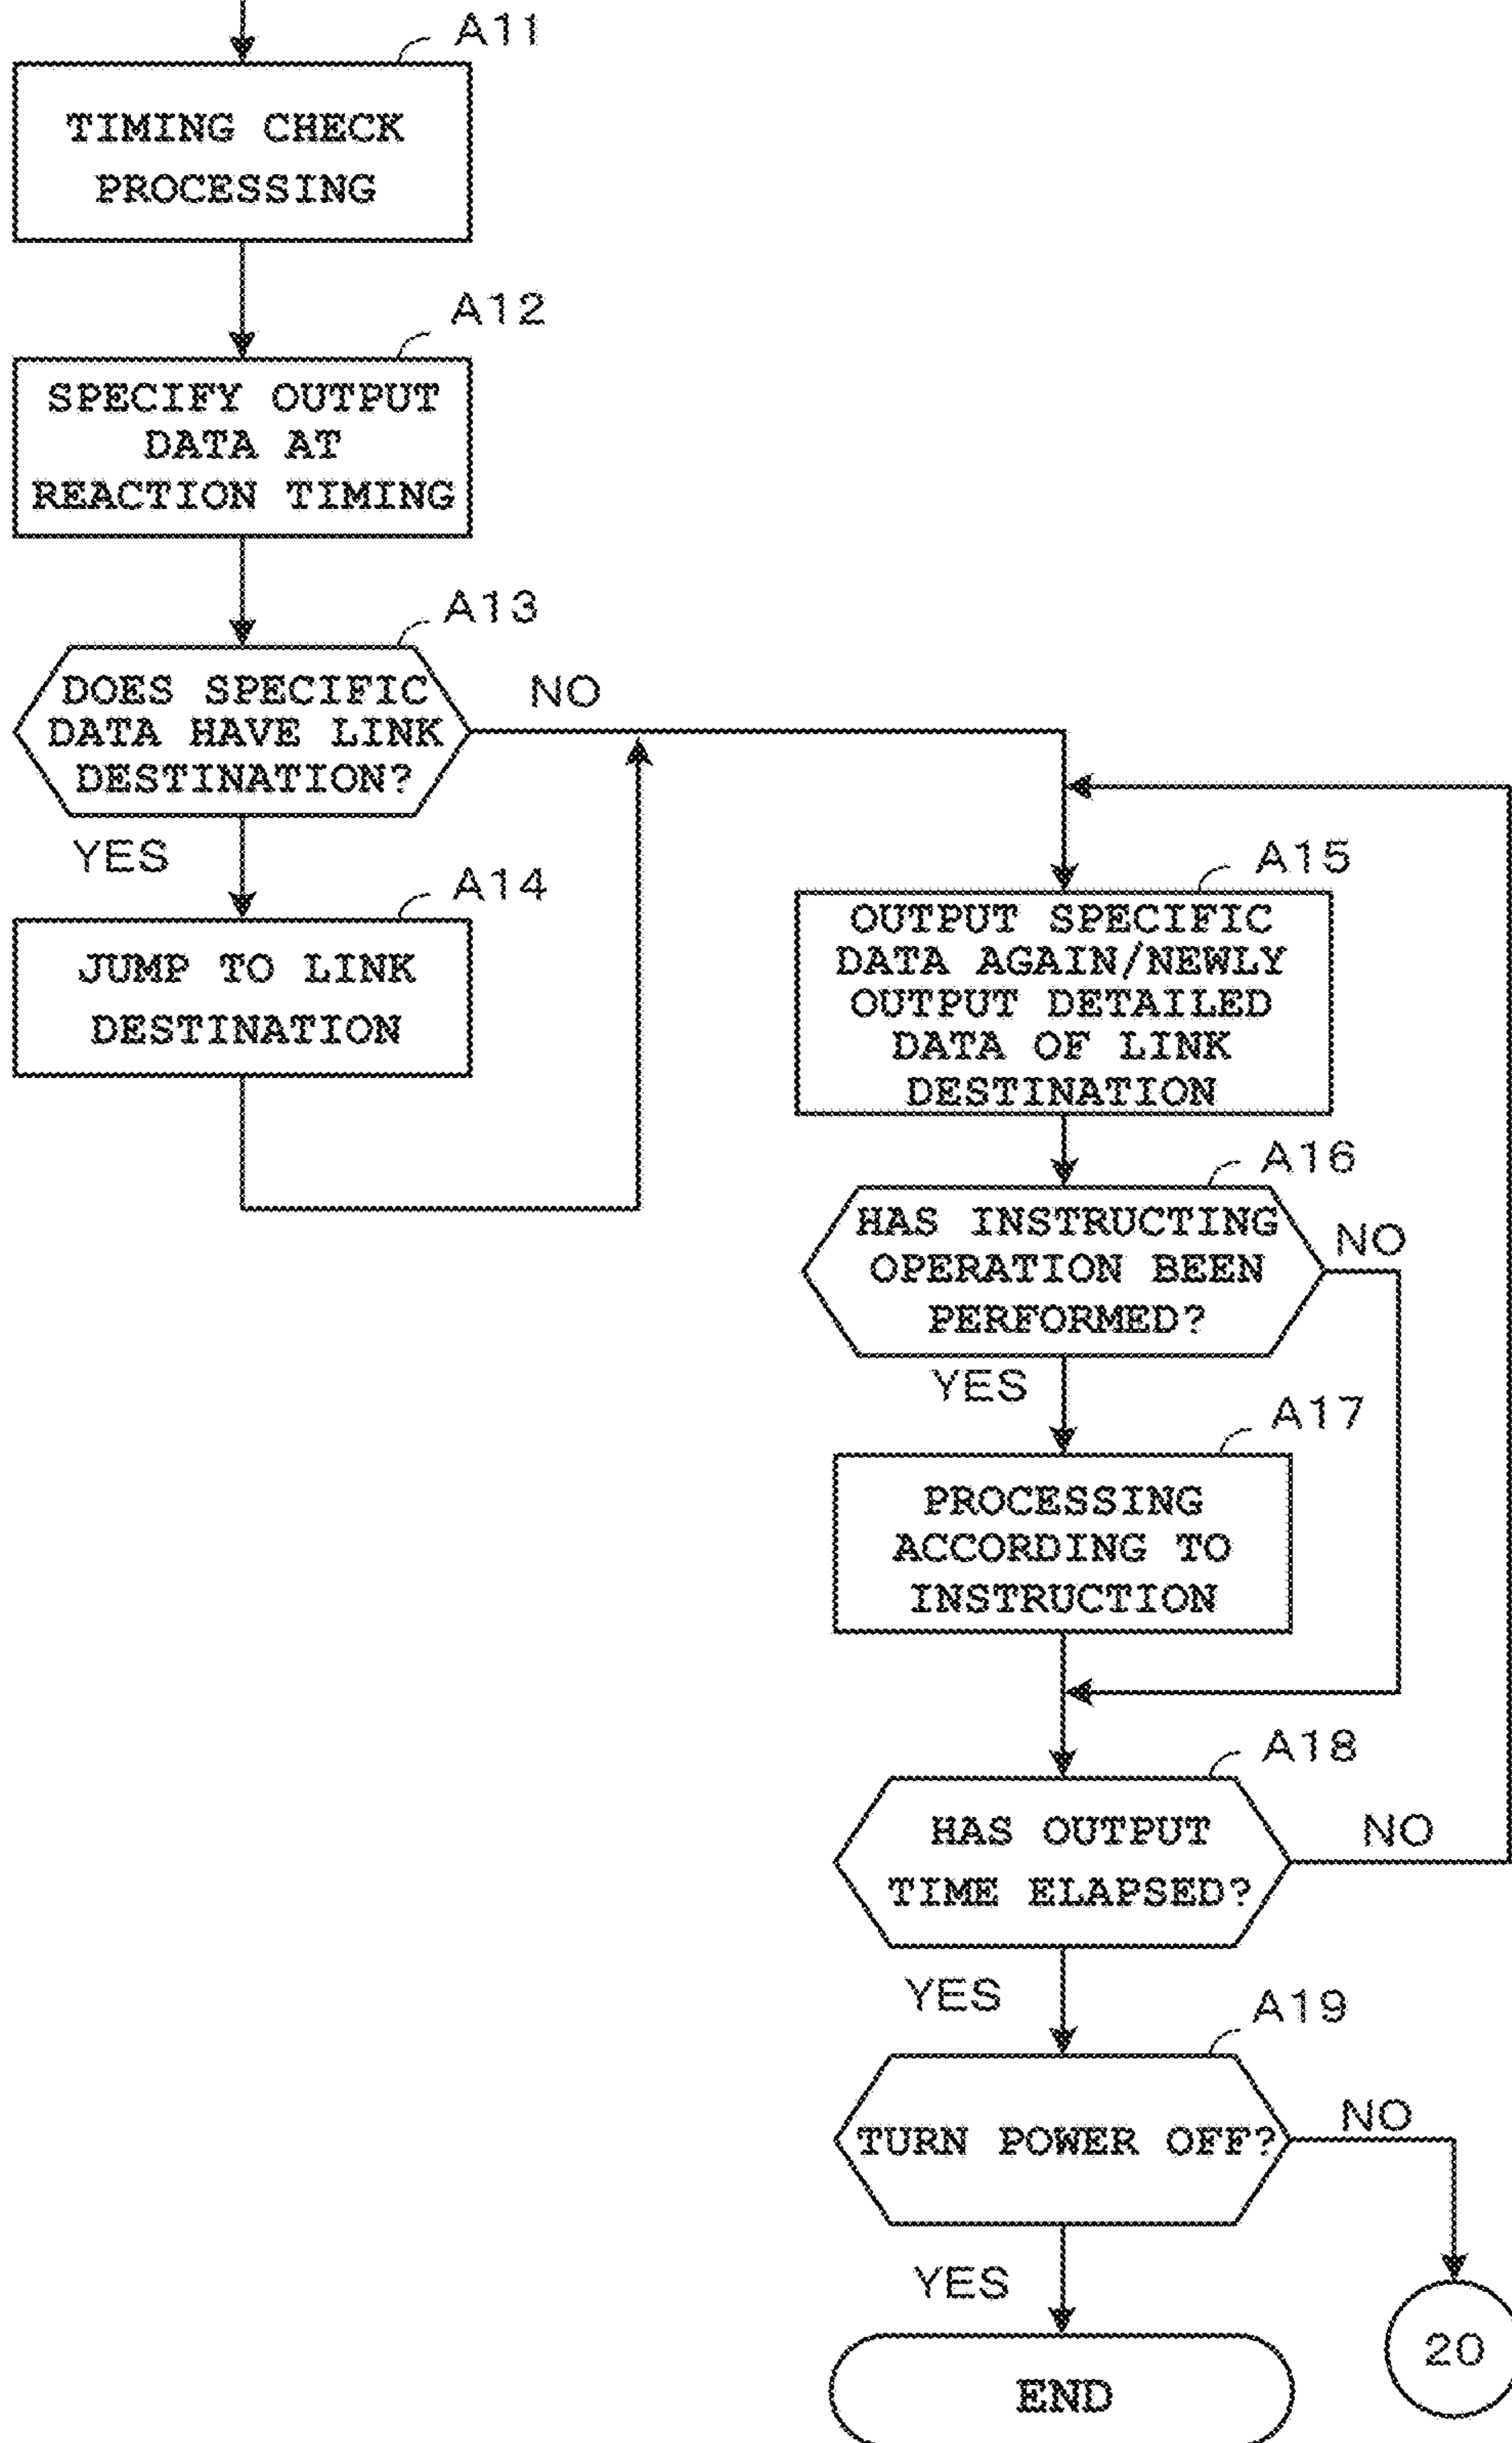 A11
TIMING CHECK
PROCESSING
A12
SPECIFY OUTPUT
DATA AT
REACTION TIMING
A13
DOES SPECIFIC
DATA HAVE LINK
DESTINATION?
NO
YES
A14
JUMP TO LINK
DESTINATION
A15
OUTPUT SPECIFIC
DATA AGAIN/NEWLY
OUTPUT DETAILED
DATA OF LINK
DESTINATION
A16
HAS INSTRUCTING
OPERATION BEEN
PERFORMED?
NO
YES
A17
PROCESSING
ACCORDING TO
INSTRUCTION
A18
HAS OUTPUT
TIME ELAPSED?
NO
YES
A19
TURN POWER OFF?
NO
YES
END
20